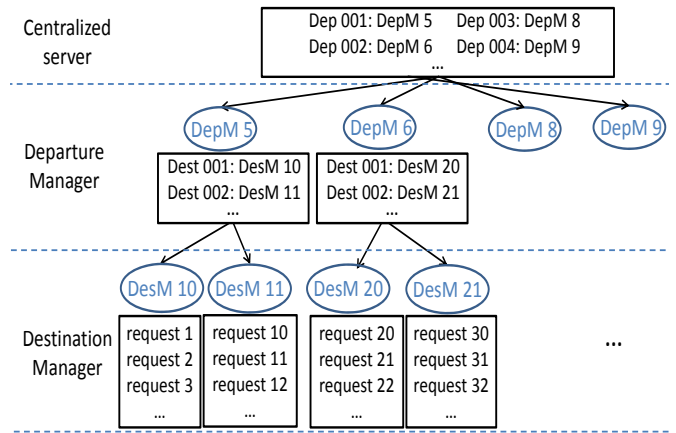 Centralized
server
Dep 001: DepM 5 Dep 003: DepM 8
Dep 002: DepM 6 Dep 004: DepM 9
...
DepM 5 DepM 6 DepM 8 DepM 9
Departure
Manager
Dest 001: DesM 10
Dest 002: DesM 11
...
Dest 001: DesM 20
Dest 002: DesM 21
...
DesM 10 DesM 11 DesM 20 DesM 21
Destination
Manager
request 1
request 2
request 3
...
request 10
request 11
request 12
...
request 20
request 21
request 22
...
request 30
request 31
request 32
...
...